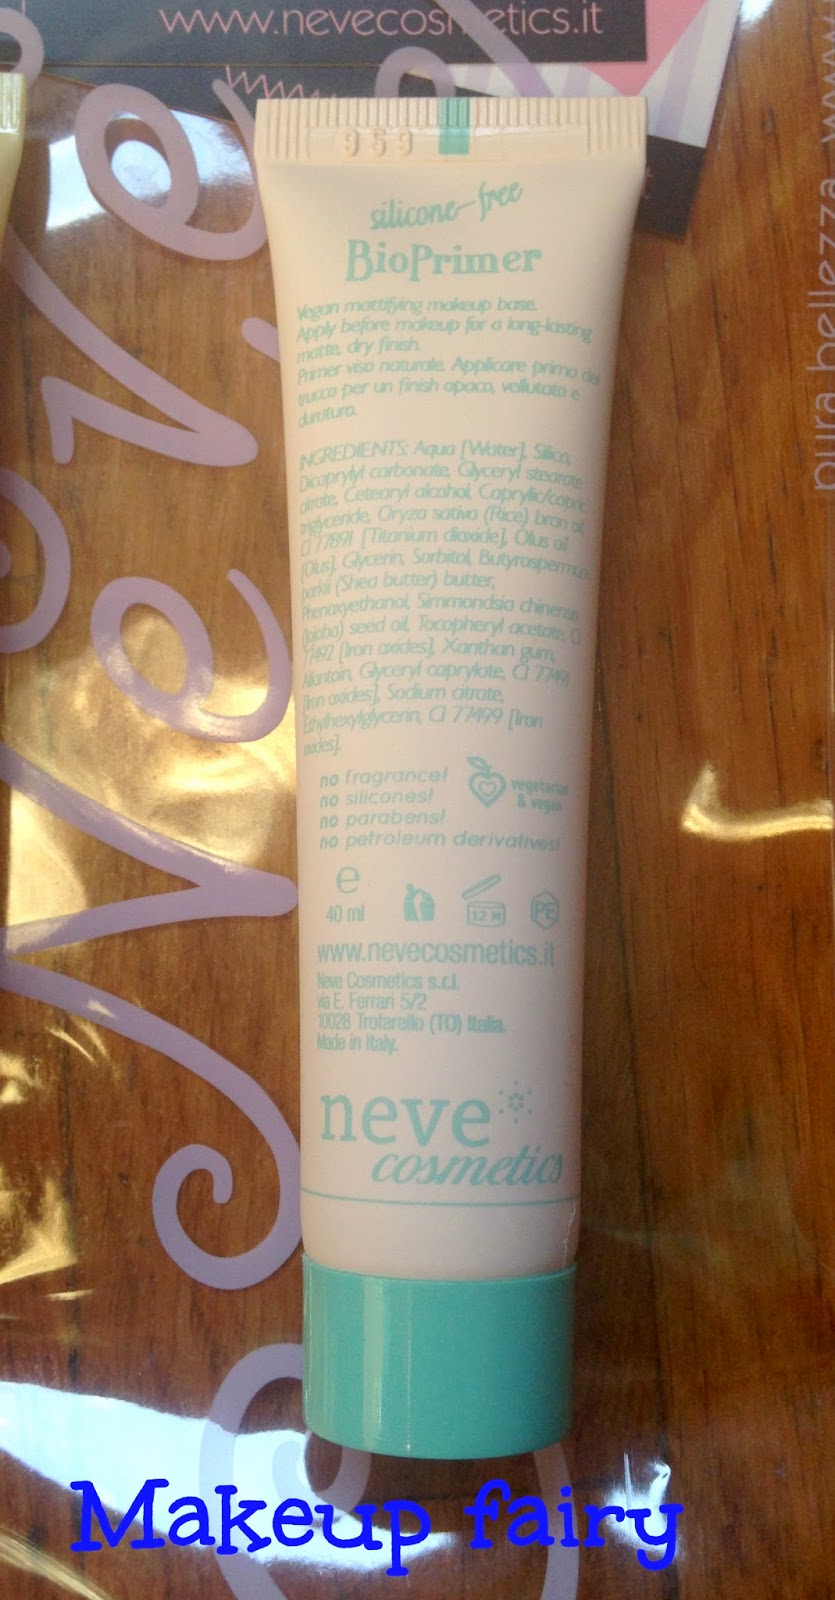 www.nevecosmetics.it
www.
Neve
959
silicone-free
BioPrimer
Vegan mattifying makeup base.
Apply before makeup for a long-lasting
matte, dry finish.
Primer viso naturale. Applicare prima del
trucco per un finish opaco, vellutato e
duraturo.
INGREDIENTS: Aqua [Water], Silica,
Dicaprylyl carbonate, Glyceryl stearate
citrate, Cetearyl alcohol, Caprylic/capric
triglyceride, Oryza sativa (Rice) bran oil,
CI 77891 [Titanium dioxide], Olus oil
[Olus], Glycerin, Sorbitol, Butyrospermum
parkii (Shea butter) butter,
Phenoxyethanol, Simmondsia chinensis
(Jojoba) seed oil, Tocopheryl acetate, CI
77492 [Iron oxides], Xanthan gum,
Allantoin, Glyceryl caprylate, CI 77491
[Iron oxides], Sodium citrate,
Ethylhexylglycerin, CI 77499 [Iron
oxides].
no fragrance!
no silicones!
no parabens!
no petroleum derivatives!
vegetarian
& vegan
e
40 ml
12 M
PE
www.nevecosmetics.it
Neve Cosmetics s.r.l.
via E. Ferrari 5/2
10028 Trofarello (TO) Italia.
Made in Italy.
neve
cosmetics
pura bellezza. www
Makeup fairy